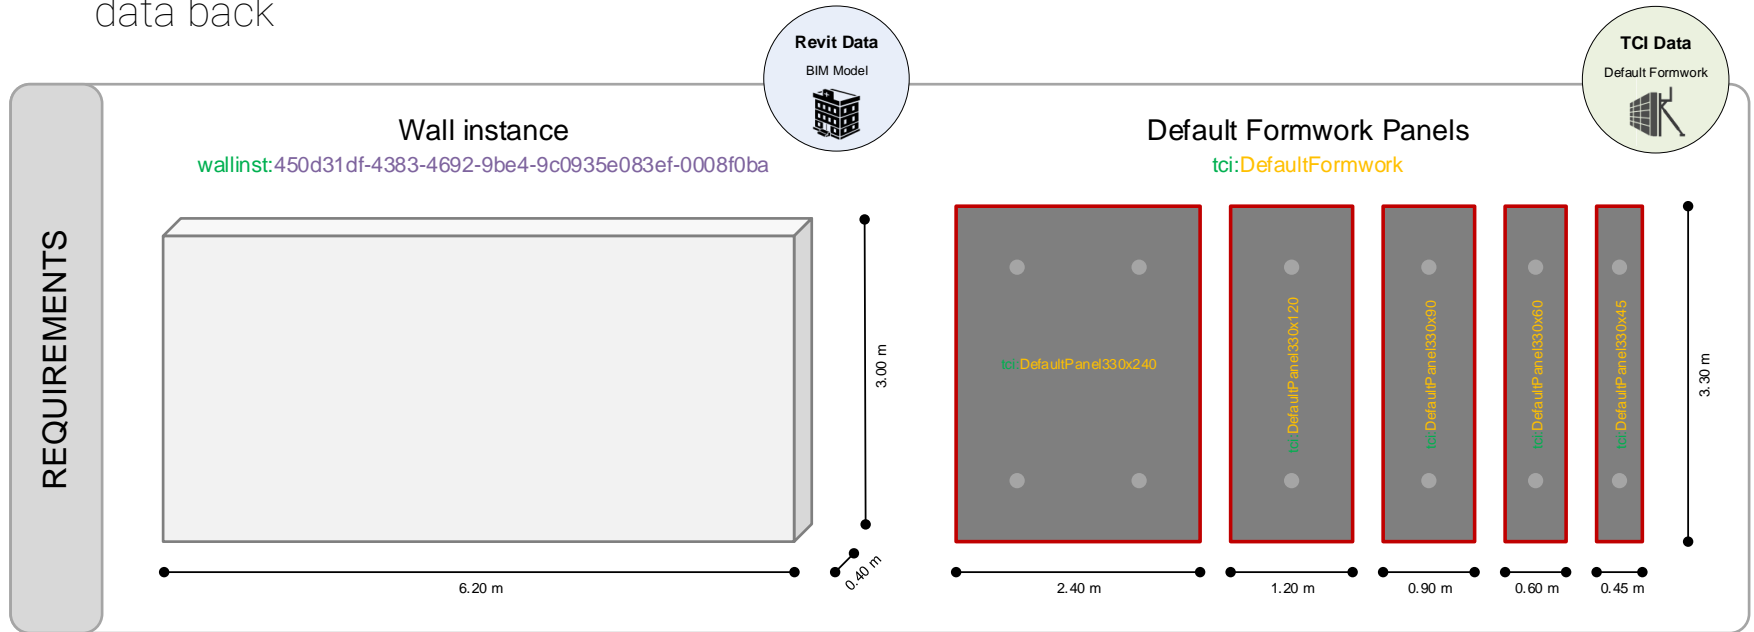 data back
Revit Data
BIM Model
TCI Data
Default Formwork
REQUIREMENTS
Wall instance
wallinst:450d31df-4383-4692-9be4-9c0935e083ef-0008f0ba
3.00 m
0.40 m
6.20 m
Default Formwork Panels
tci:DefaultFormwork
tci:DefaultPanel330x240
tci:DefaultPanel330x120
tci:DefaultPanel330x90
tci:DefaultPanel330x60
tci:DefaultPanel330x45
3.30 m
2.40 m
1.20 m
0.90 m
0.60 m
0.45 m